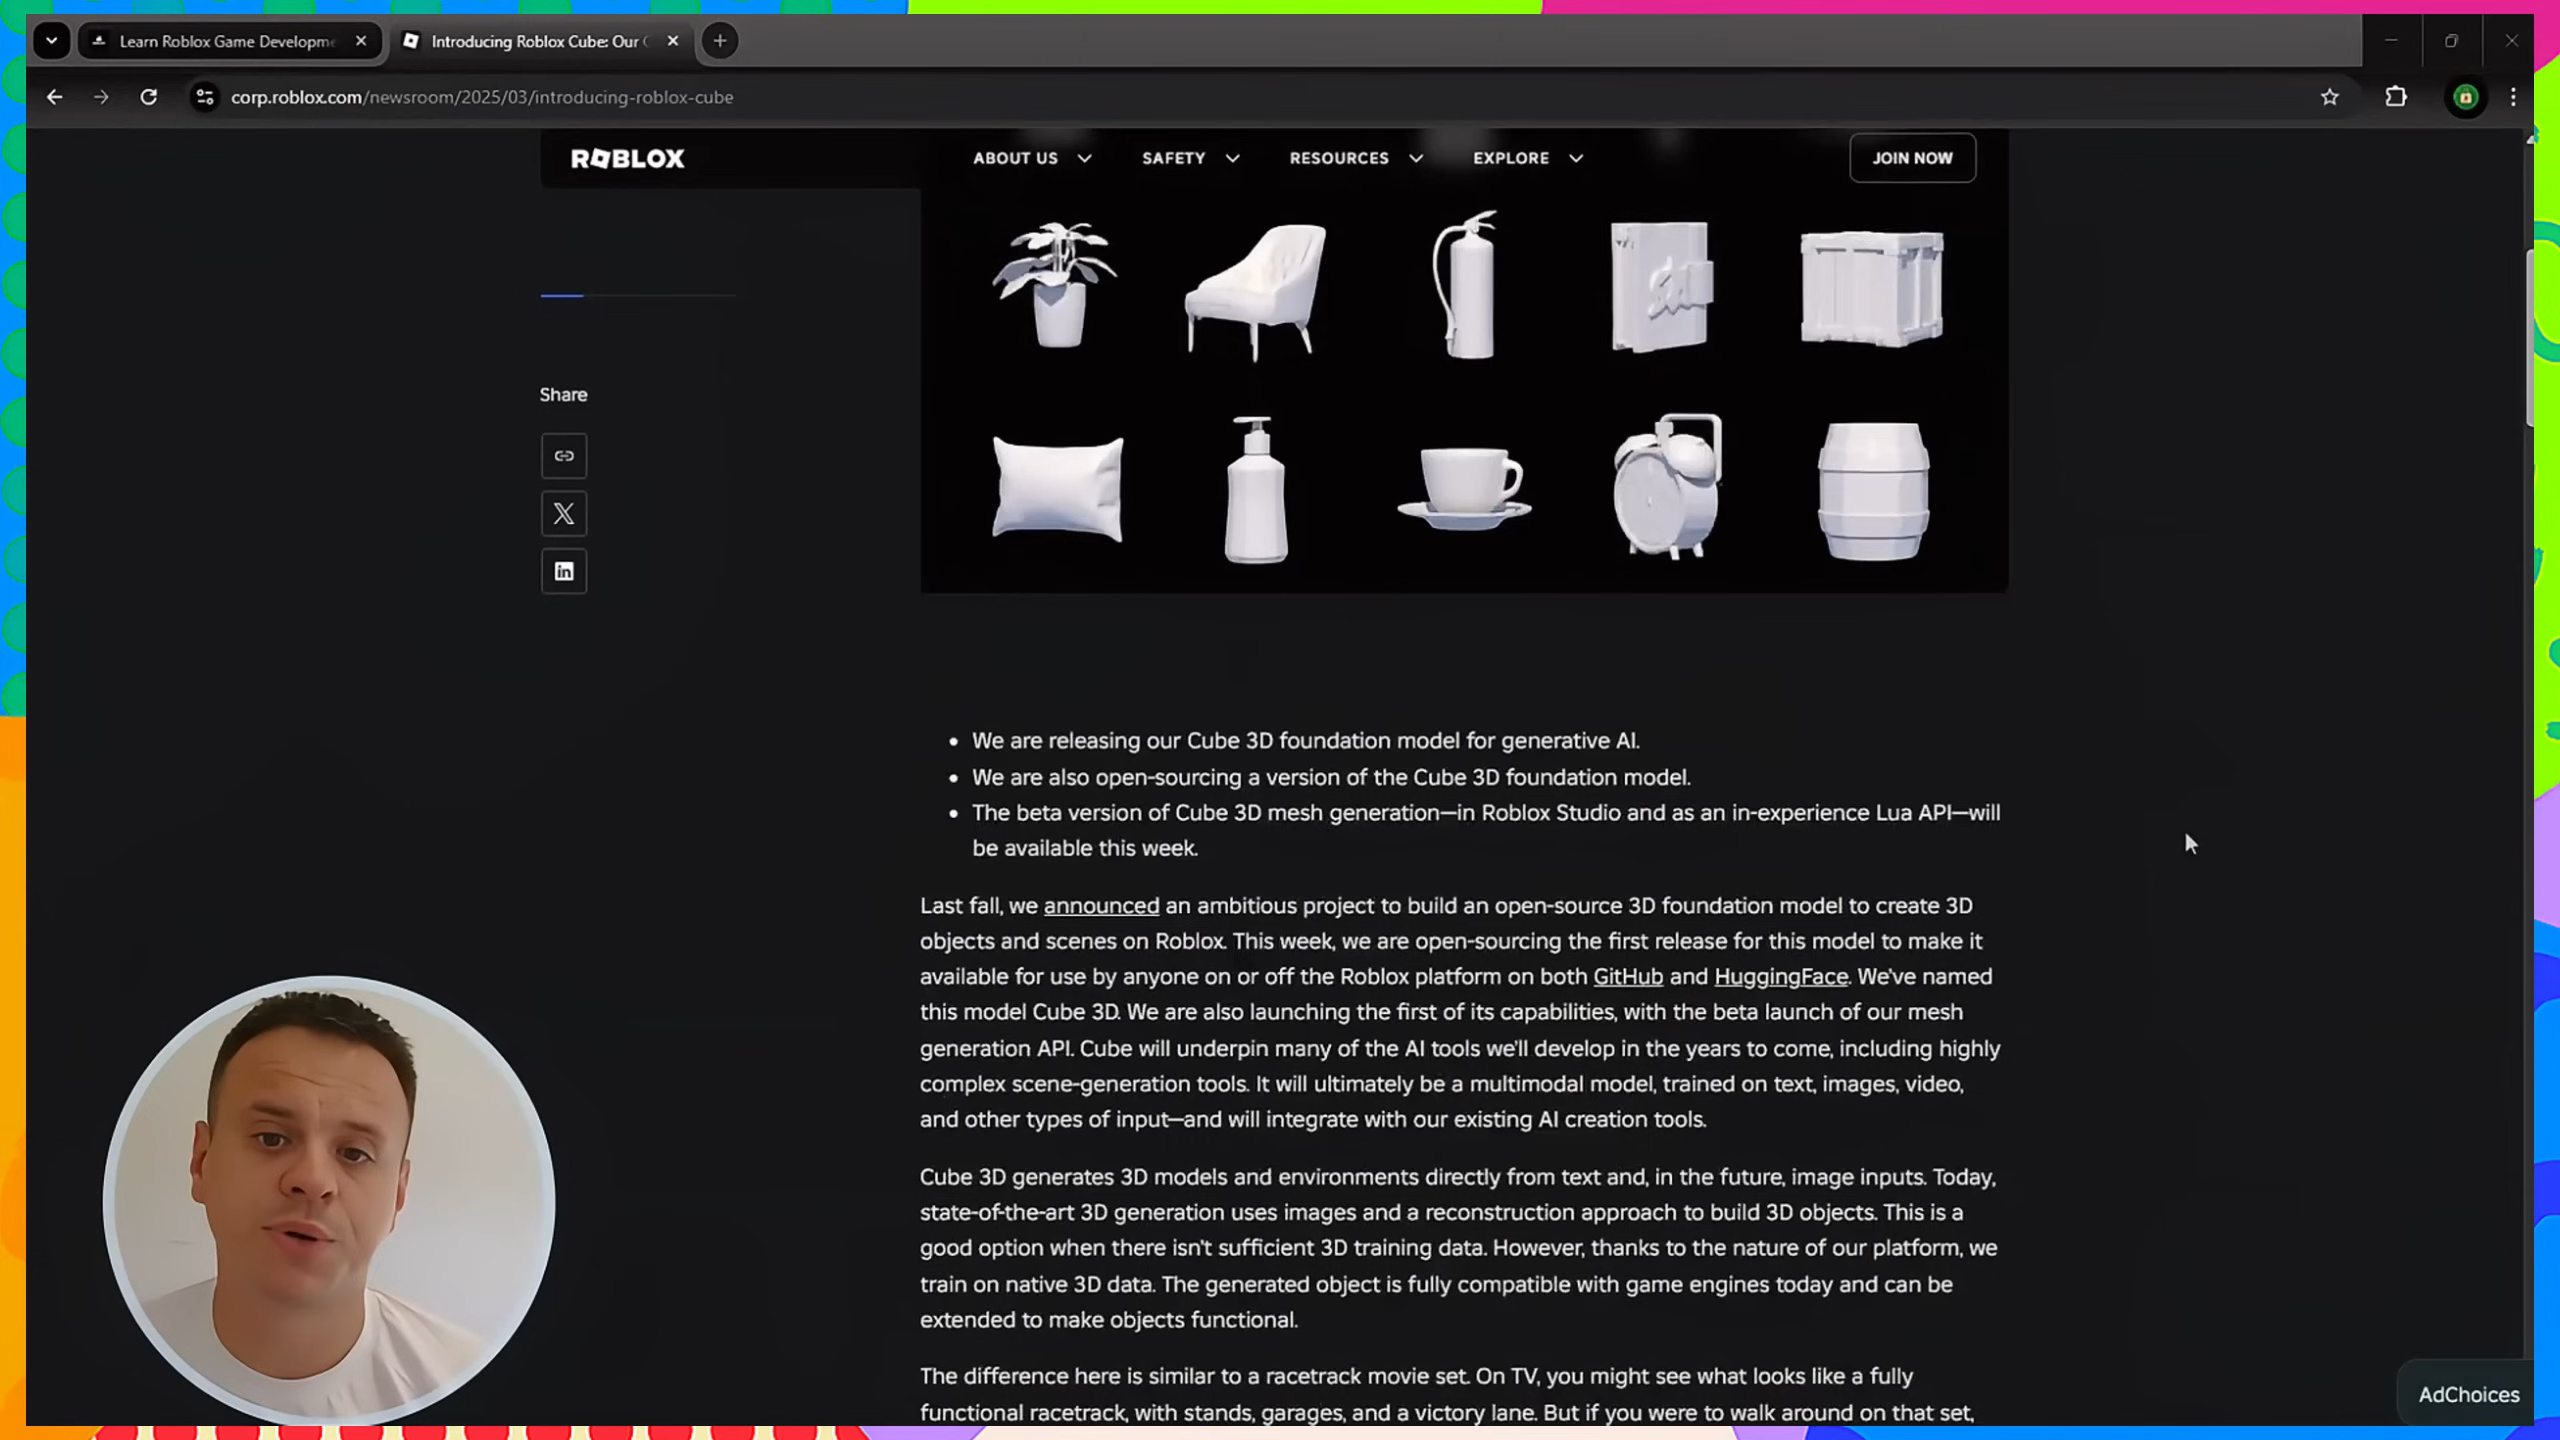 Learn Roblox Game Developme
Introducing Roblox Cube: Our
corp.roblox.com/newsroom/2025/03/introducing-roblox-cube
ROBLOX
ABOUT US
SAFETY
RESOURCES
EXPLORE
JOIN NOW
Share
• We are releasing our Cube 3D foundation model for generative AI.
• We are also open-sourcing a version of the Cube 3D foundation model.
• The beta version of Cube 3D mesh generation—in Roblox Studio and as an in-experience Lua API—will
be available this week.
Last fall, we announced an ambitious project to build an open-source 3D foundation model to create 3D
objects and scenes on Roblox. This week, we are open-sourcing the first release for this model to make it
available for use by anyone on or off the Roblox platform on both GitHub and HuggingFace. We've named
this model Cube 3D. We are also launching the first of its capabilities, with the beta launch of our mesh
generation API. Cube will underpin many of the AI tools we'll develop in the years to come, including highly
complex scene-generation tools. It will ultimately be a multimodal model, trained on text, images, video,
and other types of input—and will integrate with our existing AI creation tools.
Cube 3D generates 3D models and environments directly from text and, in the future, image inputs. Today,
state-of-the-art 3D generation uses images and a reconstruction approach to build 3D objects. This is a
good option when there isn't sufficient 3D training data. However, thanks to the nature of our platform, we
train on native 3D data. The generated object is fully compatible with game engines today and can be
extended to make objects functional.
The difference here is similar to a racetrack movie set. On TV, you might see what looks like a fully
functional racetrack, with stands, garages, and a victory lane. But if you were to walk around on that set,
AdChoices